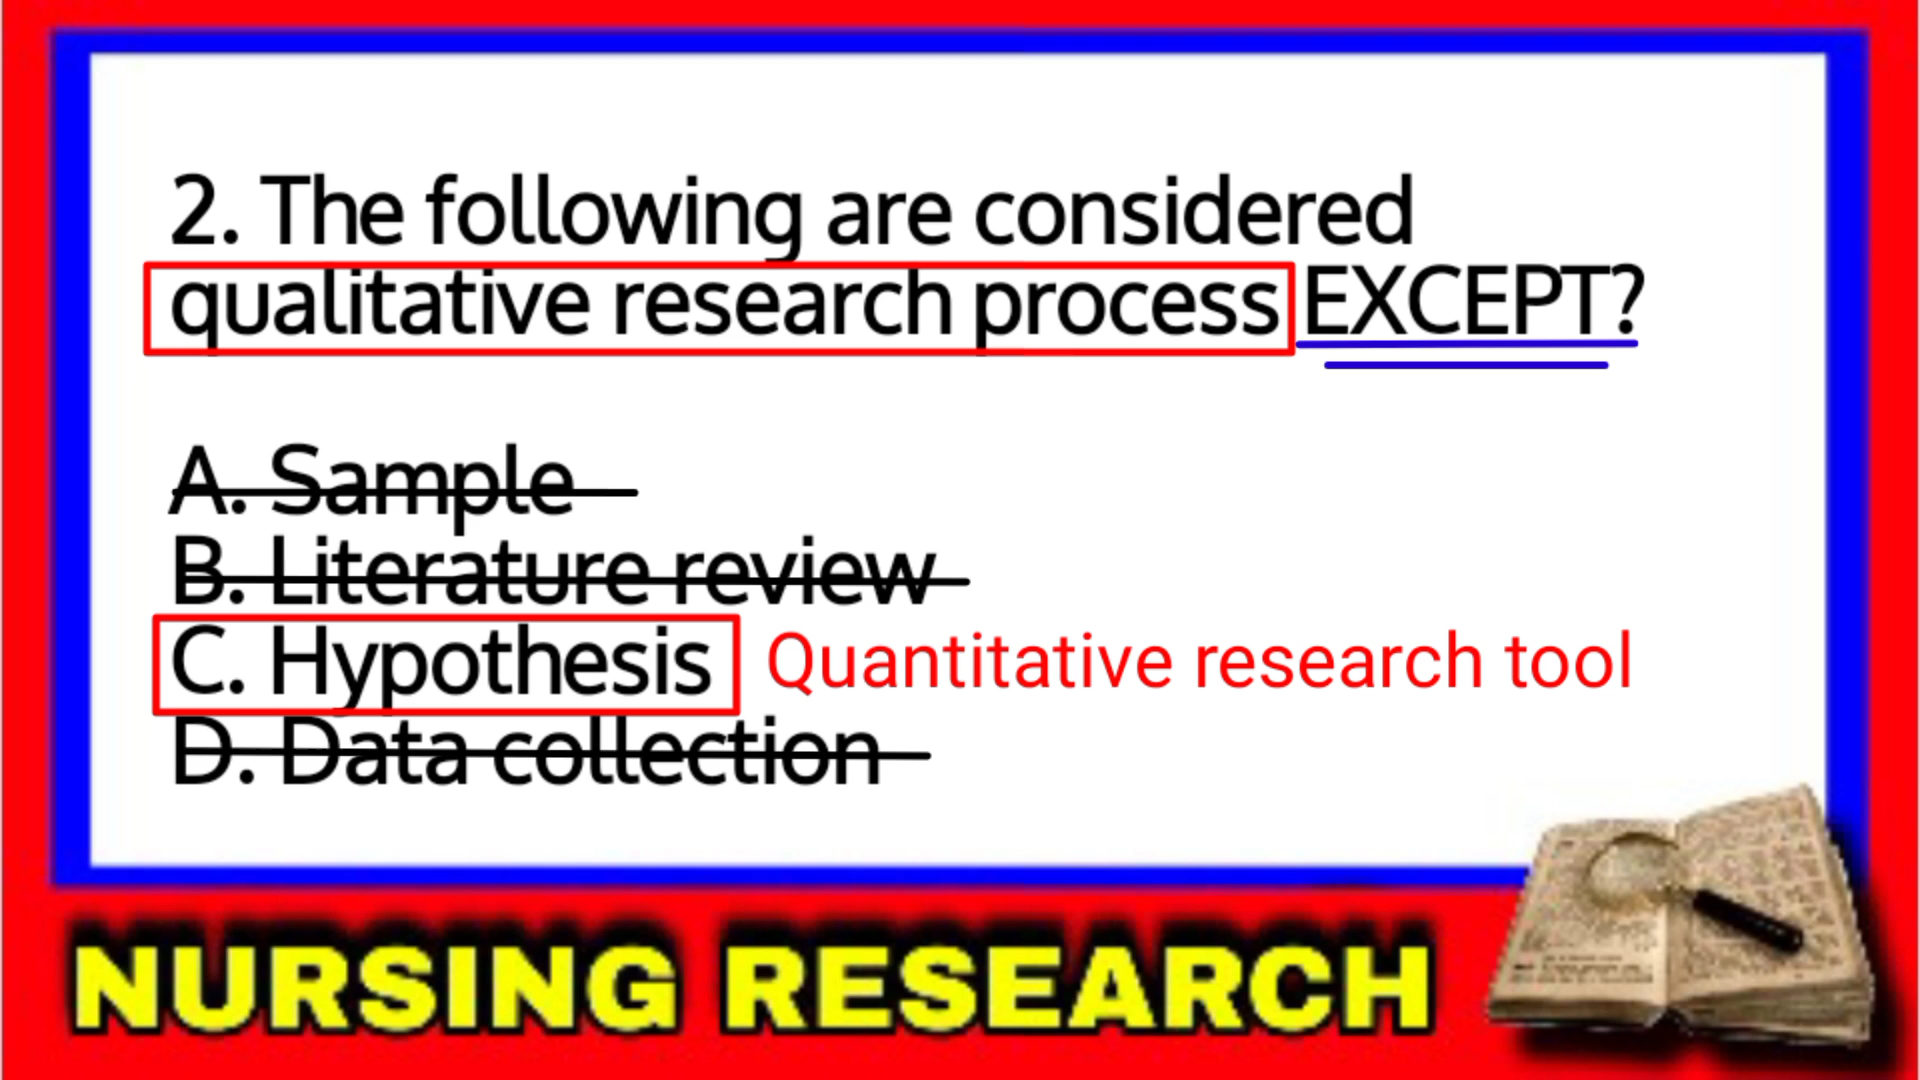 2. The following are considered
qualitative research process EXCEPT?
A. Sample
B. Literature review
C. Hypothesis Quantitative research tool
D. Data collection
NURSING RESEARCH